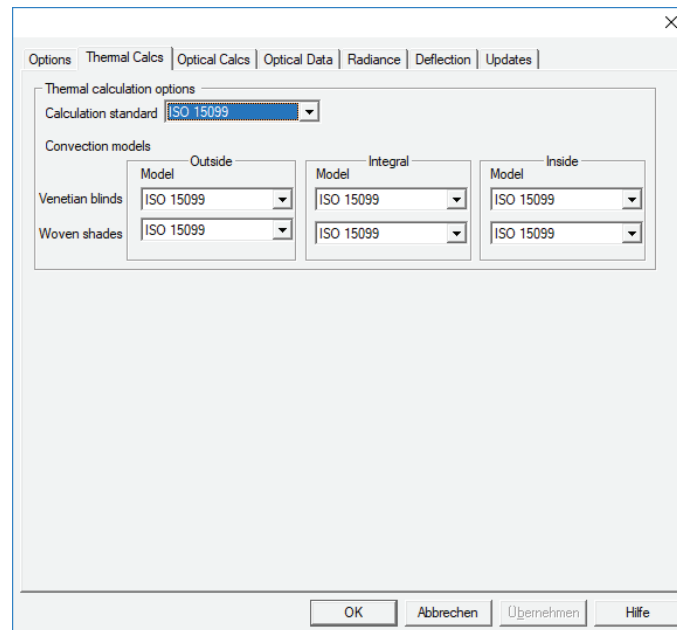 Options Thermal Calcs Optical Calcs Optical Data Radiance Deflection Updates
Thermal calculation options
Calculation standard ISO 15099
Convection models
Outside Integral Inside
Model Model Model
Venetian blinds ISO 15099 ISO 15099 ISO 15099
Woven shades ISO 15099 ISO 15099 ISO 15099
OK Abbrechen Übernehmen Hilfe